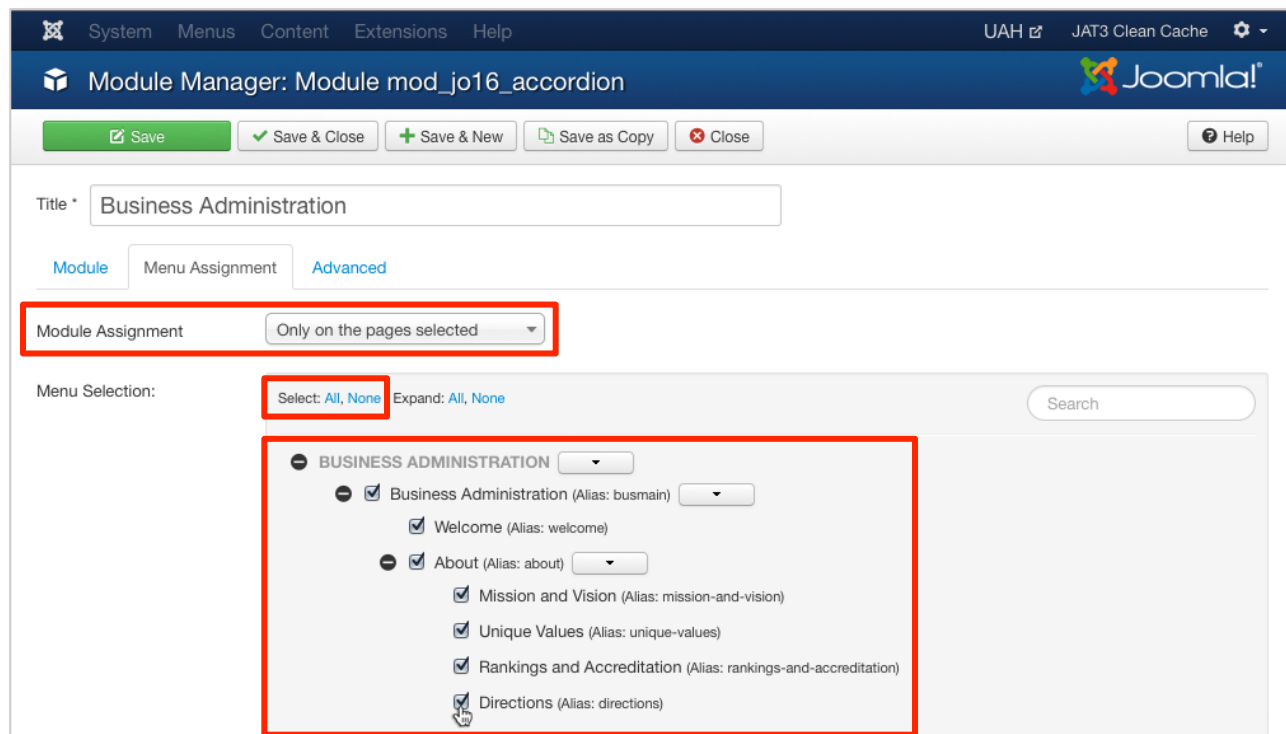 System Menus Content Extensions Help UAH JAT3 Clean Cache
Module Manager: Module mod_jo16_accordion Joomla!
Save Save & Close Save & New Save as Copy Close Help
Title * Business Administration
Module Menu Assignment Advanced
Module Assignment Only on the pages selected
Menu Selection: Select: All, None Expand: All, None Search
BUSINESS ADMINISTRATION
Business Administration (Alias: busmain)
Welcome (Alias: welcome)
About (Alias: about)
Mission and Vision (Alias: mission-and-vision)
Unique Values (Alias: unique-values)
Rankings and Accreditation (Alias: rankings-and-accreditation)
Directions (Alias: directions)